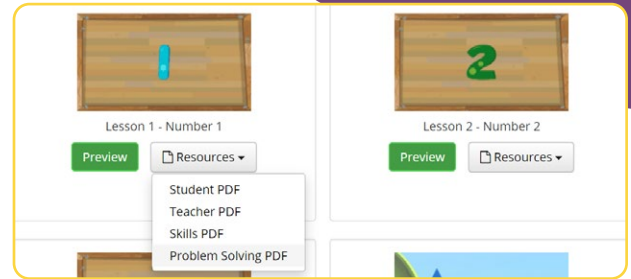 1
2
Lesson 1 - Number 1
Lesson 2 - Number 2
Preview
Resources
Preview
Resources
Student PDF
Teacher PDF
Skills PDF
Problem Solving PDF